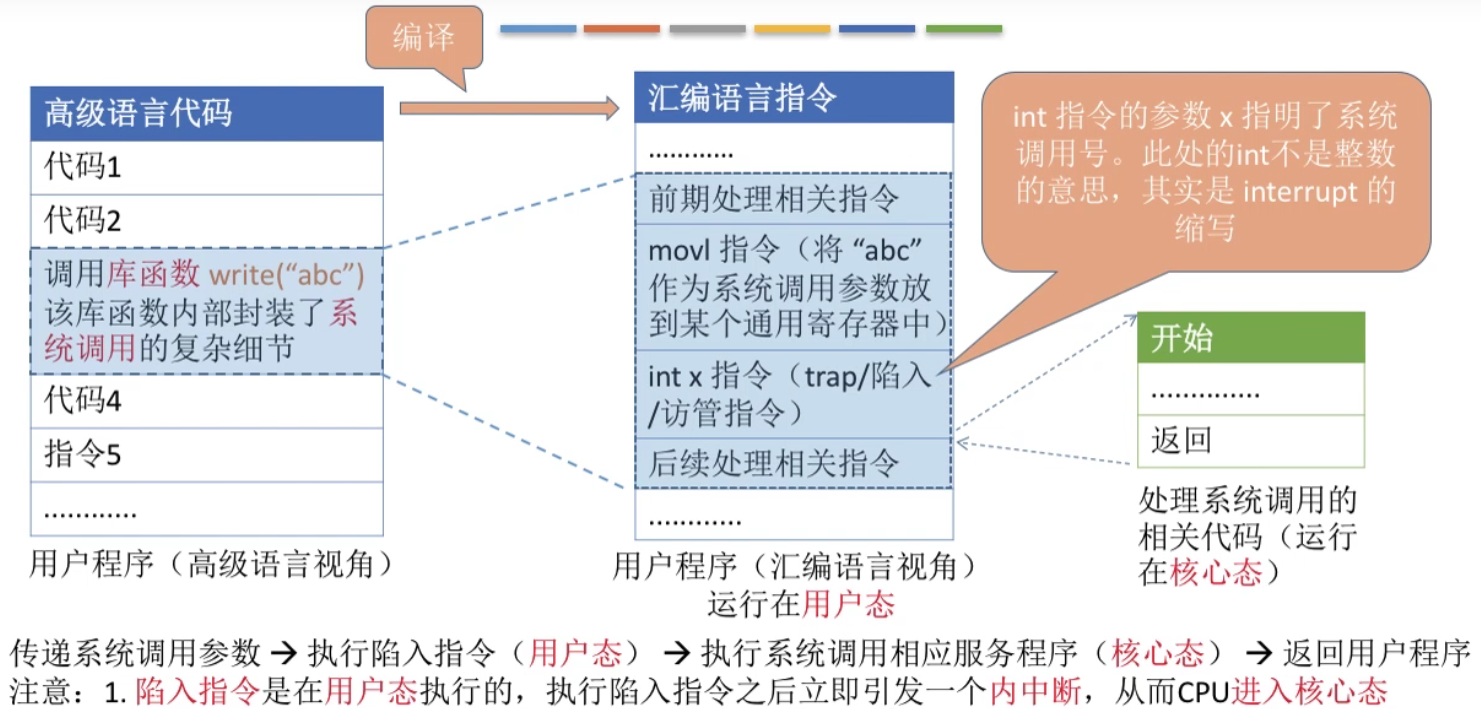 编译
高级语言代码
代码1
代码2
调用库函数 write(“abc”)
该库函数内部封装了系
统调用的复杂细节
代码4
指令5
............
用户程序（高级语言视角）
汇编语言指令
............
前期处理相关指令
movl 指令（将 “abc”
作为系统调用参数放
到某个通用寄存器中）
int x 指令（trap/陷入
/访管指令）
后续处理相关指令
............
用户程序（汇编语言视角）
运行在用户态
int 指令的参数 x 指明了系统
调用号。此处的int不是整数
的意思，其实是 interrupt 的
缩写
开始
..............
返回
处理系统调用的
相关代码（运行
在核心态）
传递系统调用参数 → 执行陷入指令（用户态） → 执行系统调用相应服务程序（核心态） → 返回用户程序
注意：1. 陷入指令是在用户态执行的，执行陷入指令之后立即引发一个内中断，从而CPU进入核心态